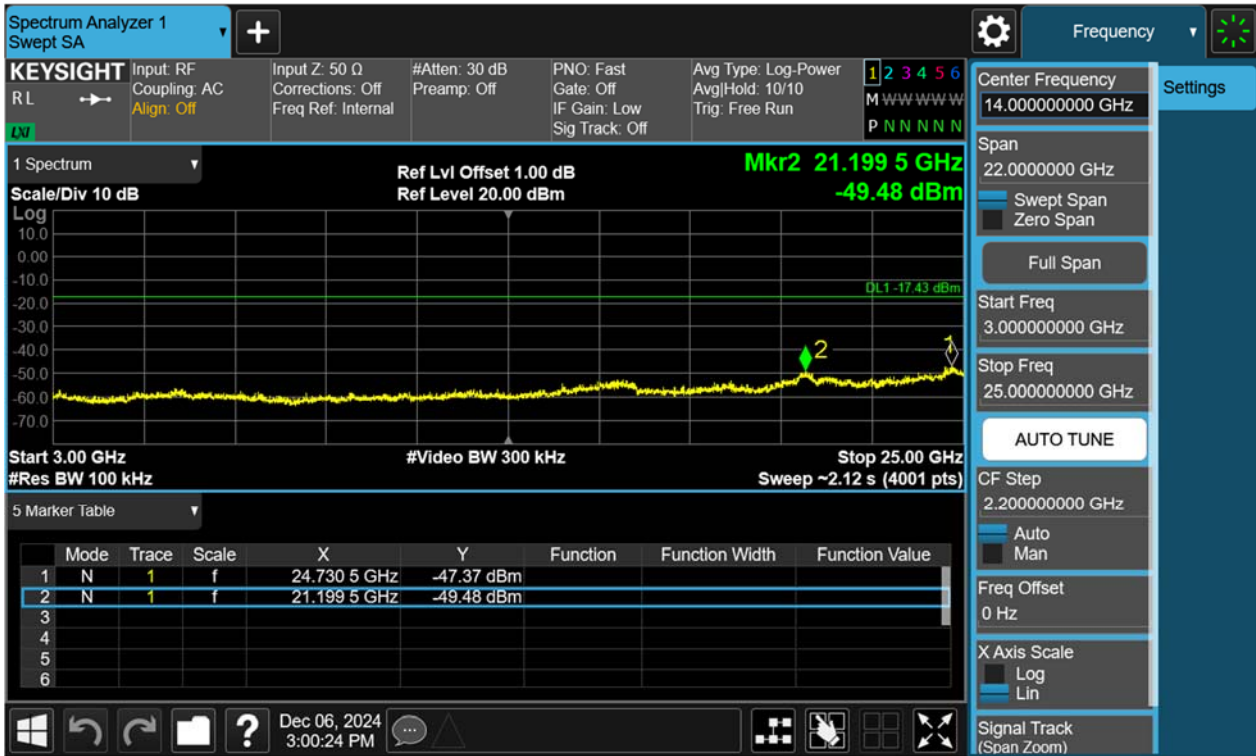 Spectrum Analyzer 1
Swept SA
+
Frequency
KEYSIGHT
RL
LXI
Input: RF
Coupling: AC
Align: Off
Input Z: 50 Ω
Corrections: Off
Freq Ref: Internal
#Atten: 30 dB
Preamp: Off
PNO: Fast
Gate: Off
IF Gain: Low
Sig Track: Off
Avg Type: Log-Power
Avg|Hold: 10/10
Trig: Free Run
1 2 3 4 5 6
M W W W W W
P N N N N N
Center Frequency
14.000000000 GHz
Settings
Span
22.0000000 GHz
Swept Span
Zero Span
Full Span
Start Freq
3.000000000 GHz
Stop Freq
25.000000000 GHz
AUTO TUNE
CF Step
2.200000000 GHz
Auto
Man
Freq Offset
0 Hz
X Axis Scale
Log
Lin
Signal Track
(Span Zoom)
1 Spectrum
Scale/Div 10 dB
Ref Lvl Offset 1.00 dB
Ref Level 20.00 dBm
Mkr2 21.199 5 GHz
-49.48 dBm
Log
10.0
0.00
-10.0
-20.0
-30.0
-40.0
-50.0
-60.0
-70.0
DL1 -17.43 dBm
2
1
Start 3.00 GHz
#Video BW 300 kHz
Stop 25.00 GHz
#Res BW 100 kHz
Sweep ~2.12 s (4001 pts)
5 Marker Table
Mode Trace Scale X Y Function Function Width Function Value
1 N 1 f 24.730 5 GHz -47.37 dBm
2 N 1 f 21.199 5 GHz -49.48 dBm
3
4
5
6
?
Dec 06, 2024
3:00:24 PM